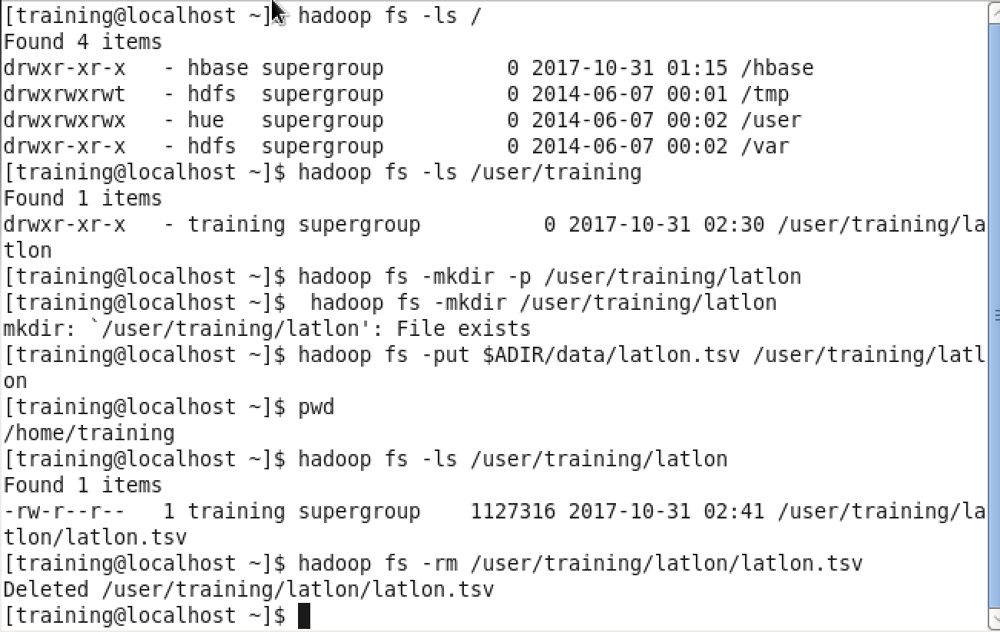 [training@localhost ~] hadoop fs -ls /
Found 4 items
drwxr-xr-x   - hbase supergroup          0 2017-10-31 01:15 /hbase
drwxrwxrwt   - hdfs  supergroup          0 2014-06-07 00:01 /tmp
drwxrwxrwx   - hue   supergroup          0 2014-06-07 00:02 /user
drwxr-xr-x   - hdfs  supergroup          0 2014-06-07 00:02 /var
[training@localhost ~]$ hadoop fs -ls /user/training
Found 1 items
drwxr-xr-x   - training supergroup          0 2017-10-31 02:30 /user/training/la
tlon
[training@localhost ~]$ hadoop fs -mkdir -p /user/training/latlon
[training@localhost ~]$  hadoop fs -mkdir /user/training/latlon
mkdir: `/user/training/latlon': File exists
[training@localhost ~]$ hadoop fs -put $ADIR/data/latlon.tsv /user/training/latl
on
[training@localhost ~]$ pwd
/home/training
[training@localhost ~]$ hadoop fs -ls /user/training/latlon
Found 1 items
-rw-r--r--   1 training supergroup    1127316 2017-10-31 02:41 /user/training/la
tlon/latlon.tsv
[training@localhost ~]$ hadoop fs -rm /user/training/latlon/latlon.tsv
Deleted /user/training/latlon/latlon.tsv
[training@localhost ~]$